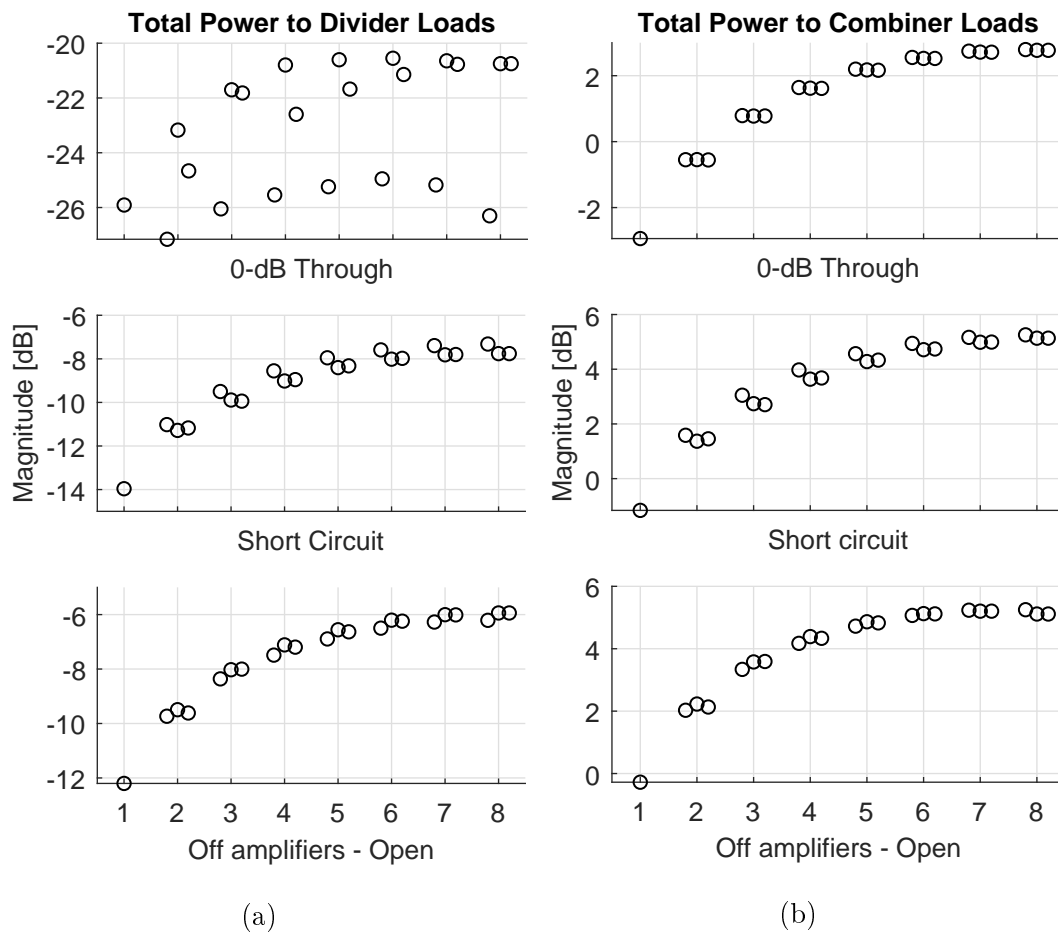 Total Power to Divider Loads
-20
-22
-24
-26
0-dB Through
Magnitude [dB]
-6
-8
-10
-12
-14
Short Circuit
-6
-8
-10
-12
1 2 3 4 5 6 7 8
Off amplifiers - Open
(a)
Total Power to Combiner Loads
2
0
-2
0-dB Through
Magnitude [dB]
6
4
2
0
Short circuit
6
4
2
0
1 2 3 4 5 6 7 8
Off amplifiers - Open
(b)